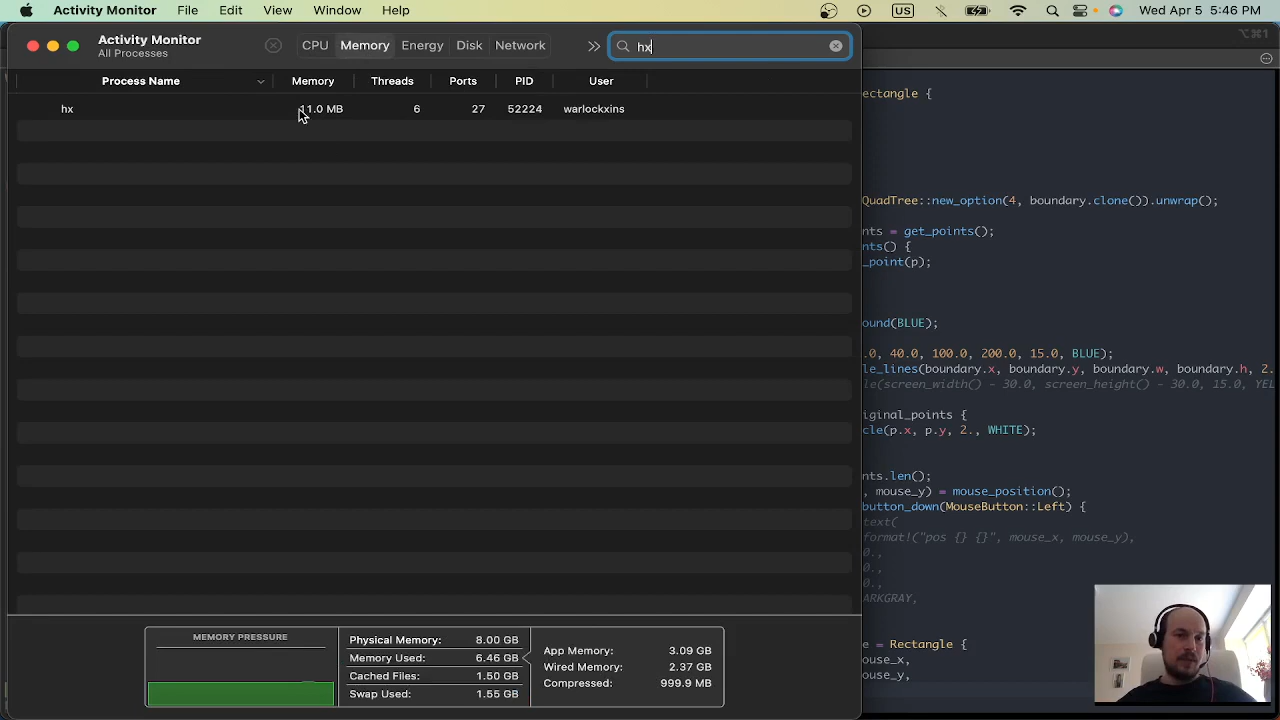 Activity Monitor File Edit View Window Help US Wed Apr 5 5:46 PM
Activity Monitor
All Processes
CPU Memory Energy Disk Network
hx
⌥⌘1
Process Name Memory Threads Ports PID User
hx 11.0 MB 6 27 52224 warlockxins
ectangle {
QuadTree::new_option(4, boundary.clone()).unwrap();
nts = get_points();
nts() {
_point(p);
ound(BLUE);
.0, 40.0, 100.0, 200.0, 15.0, BLUE);
le_lines(boundary.x, boundary.y, boundary.w, boundary.h, 2.
le(screen_width() - 30.0, screen_height() - 30.0, 15.0, YEL
iginal_points {
cle(p.x, p.y, 2., WHITE);
nts.len();
, mouse_y) = mouse_position();
button_down(MouseButton::Left) {
text(
format!("pos {} {}", mouse_x, mouse_y),
0.,
0.,
0.,
ARKGRAY,
e = Rectangle {
ouse_x,
ouse_y,
MEMORY PRESSURE
Physical Memory: 8.00 GB
Memory Used: 6.46 GB
Cached Files: 1.50 GB
Swap Used: 1.55 GB
App Memory: 3.09 GB
Wired Memory: 2.37 GB
Compressed: 999.9 MB